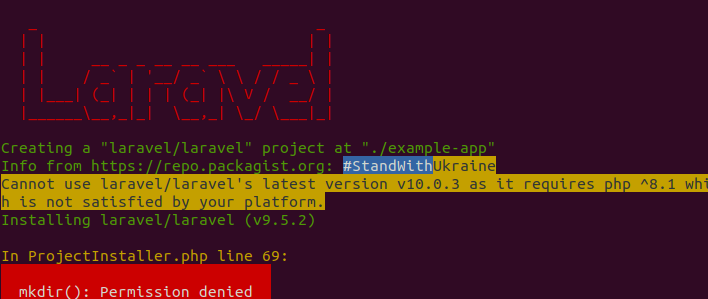 Laravel
Creating a "laravel/laravel" project at "./example-app"
Info from https://repo.packagist.org: #StandWithUkraine
Cannot use laravel/laravel's latest version v10.0.3 as it requires php ^8.1 whi
h is not satisfied by your platform.
Installing laravel/laravel (v9.5.2)
In ProjectInstaller.php line 69:
mkdir(): Permission denied